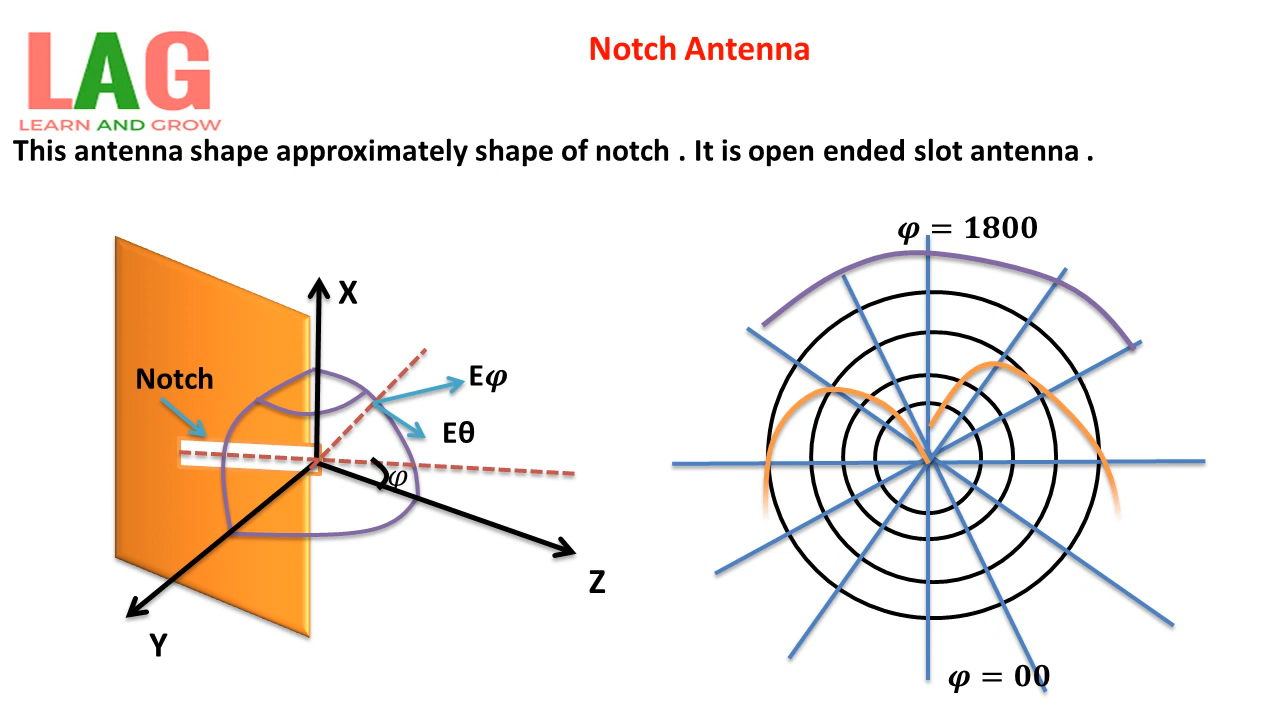 LAG
LEARN AND GROW
Notch Antenna
This antenna shape approximately shape of notch . It is open ended slot antenna .
X
Notch
Eφ
Eθ
φ
Z
Y
φ = 1800
φ = 00